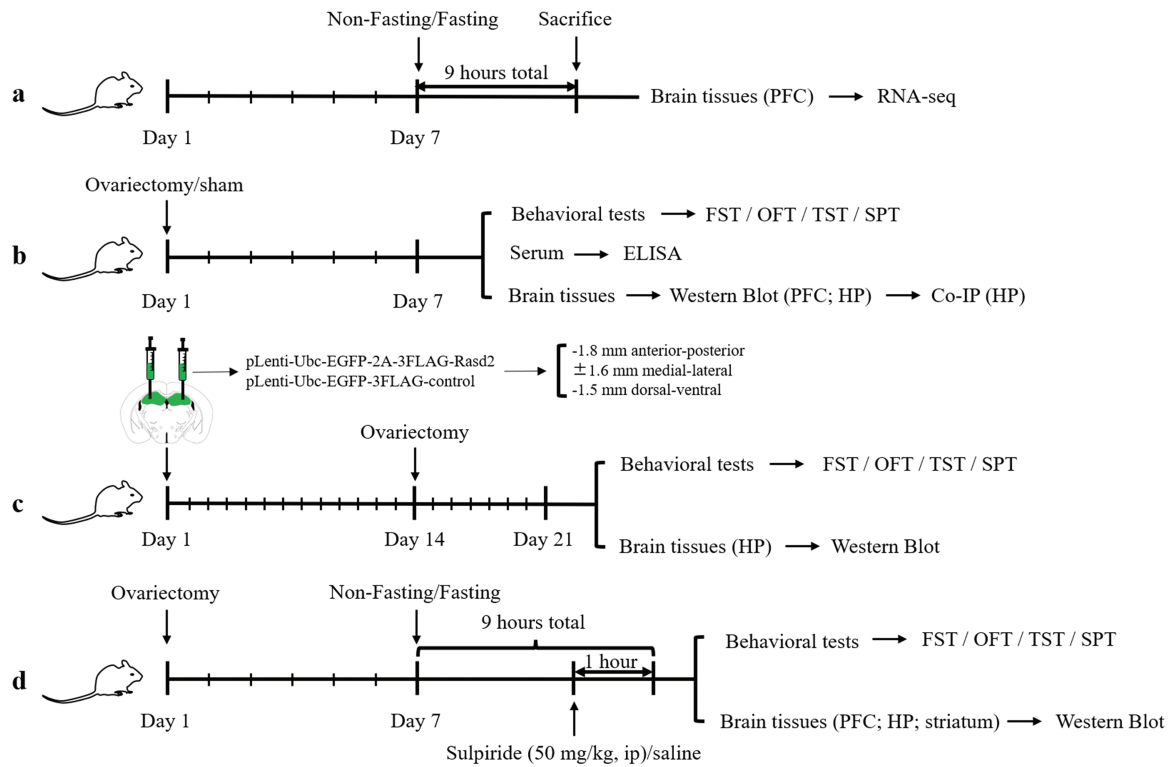 Non-Fasting/Fasting Sacrifice
9 hours total
a Brain tissues (PFC) RNA-seq
Day 1 Day 7
Ovariectomy/sham
Behavioral tests FST / OFT / TST / SPT
b Serum ELISA
Day 1 Day 7 Brain tissues Western Blot (PFC; HP) Co-IP (HP)
pLenti-Ubc-EGFP-2A-3FLAG-Rasd2
pLenti-Ubc-EGFP-3FLAG-control
-1.8 mm anterior-posterior
±1.6 mm medial-lateral
-1.5 mm dorsal-ventral
Ovariectomy
Behavioral tests FST / OFT / TST / SPT
c
Day 1 Day 14 Day 21 Brain tissues (HP) Western Blot
Ovariectomy Non-Fasting/Fasting
9 hours total
Behavioral tests FST / OFT / TST / SPT
1 hour
d
Day 1 Day 7 Brain tissues (PFC; HP; striatum) Western Blot
Sulpiride (50 mg/kg, ip)/saline